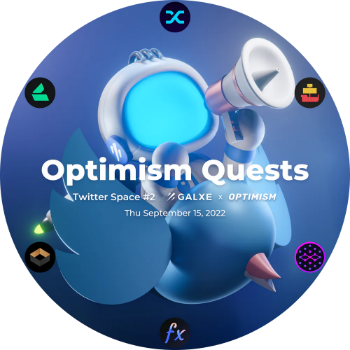 Optimism Quests
Twitter Space #2 GALXE x OPTIMISM
Thu September 15, 2022
fx